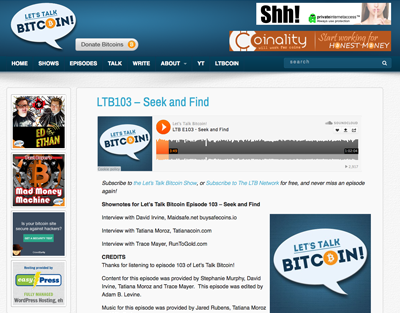 LET'S TALK
BITCOIN!
Donate Bitcoins
Shh!
privateinternetaccess
Coinality
Start working for
HONEST MONEY
HOME SHOWS EPISODES TALK WRITE ABOUT YT LTBCOIN
search
ED
&
ETHAN
Mad Money
Machine
Is your bitcoin site
secure against hackers?
Hosting provided by
easyPress
FULLY MANAGED
WordPress Hosting, eh
LTB103 – Seek and Find
LET'S TALK
BITCOIN!
Let's Talk Bitcoin!
LTB E103 - Seek and Find
SOUNDCLOUD
Subscribe to the Let's Talk Bitcoin Show, or Subscribe to The LTB Network for free, and never miss an episode
again!
Shownotes for Let's Talk Bitcoin Episode 103 – Seek and Find
Interview with David Irvine, Maidsafe.net buysafecoins.io
Interview with Tatiana Moroz, Tatianacoin.com
Interview with Trace Mayer, RunToGold.com
CREDITS
Thanks for listening to episode 103 of Let's Talk Bitcoin!
Content for this episode was provided by Stephanie Murphy, David
Irvine, Tatiana Moroz and Trace Mayer. This episode was edited by
Adam B. Levine.
Music for this episode was provided by Jared Rubens, Tatiana Moroz
LET'S TALK
BITCOIN!